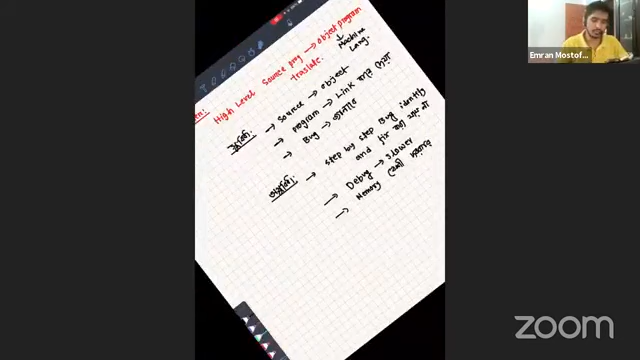 High Level Source prog → object program
translate.
↓
Machine
Lang.
→ Source → object
→ program → Link করে দেয়া
→ Bug → জানাবে
→ step by step Bug identify
and fix করা যায় না
→ Debug → slower
→ Memory বেশী দরকার
Emran Mostof...
zoom